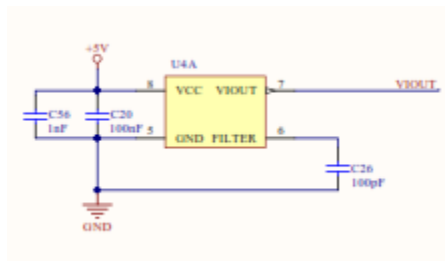 +5V
U4A
8 VCC VIOUT 7 VIOUT
C56 C20
1nF 100nF
5 GND FILTER 6
C26
100pF
GND